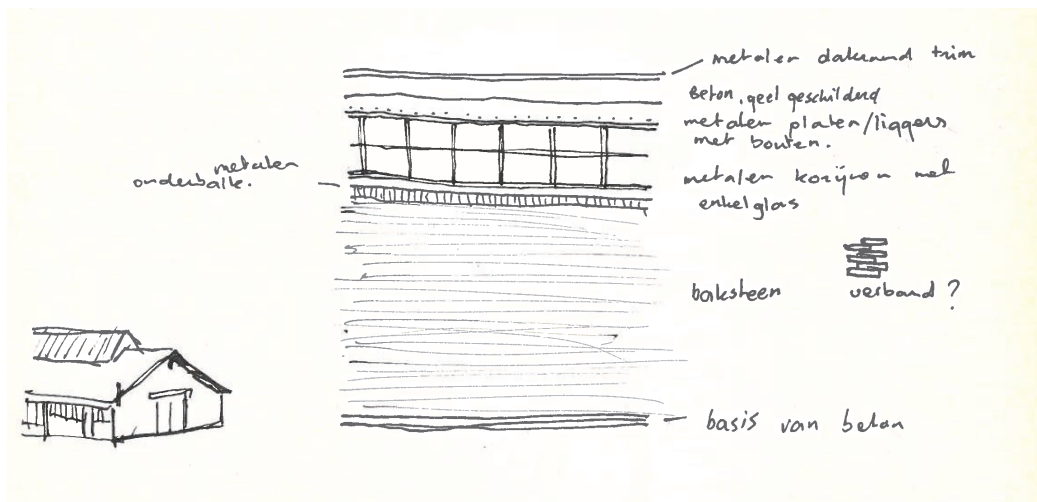 metalen dakrand trim
Beton, geel geschilderd
metalen platen/liggers
met bouten.
metalen
onderbalk.
metalen kozijnen met
enkelglas
baksteen verband?
basis van beton